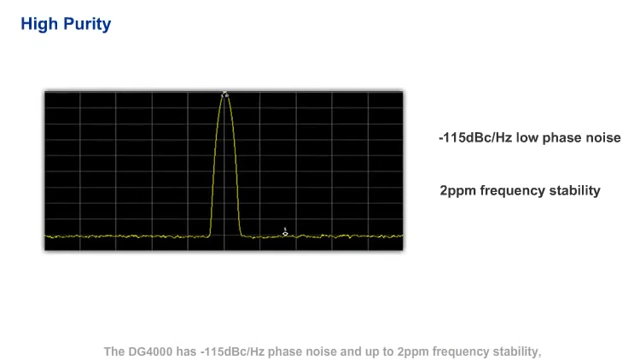 High Purity
-115dBc/Hz low phase noise
2ppm frequency stability
The DG4000 has -115dBc/Hz phase noise and up to 2ppm frequency stability,